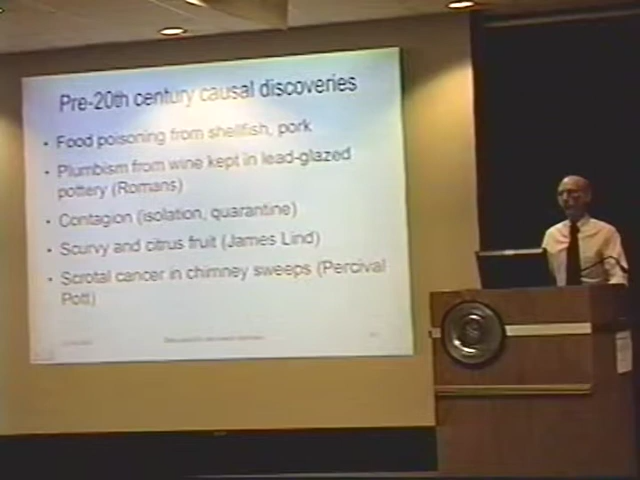 Pre-20th century causal discoveries
• Food poisoning from shellfish, pork
• Plumbism from wine kept in lead-glazed
pottery (Romans)
• Contagion (isolation, quarantine)
• Scurvy and citrus fruit (James Lind)
• Scrotal cancer in chimney sweeps (Percival
Pott)